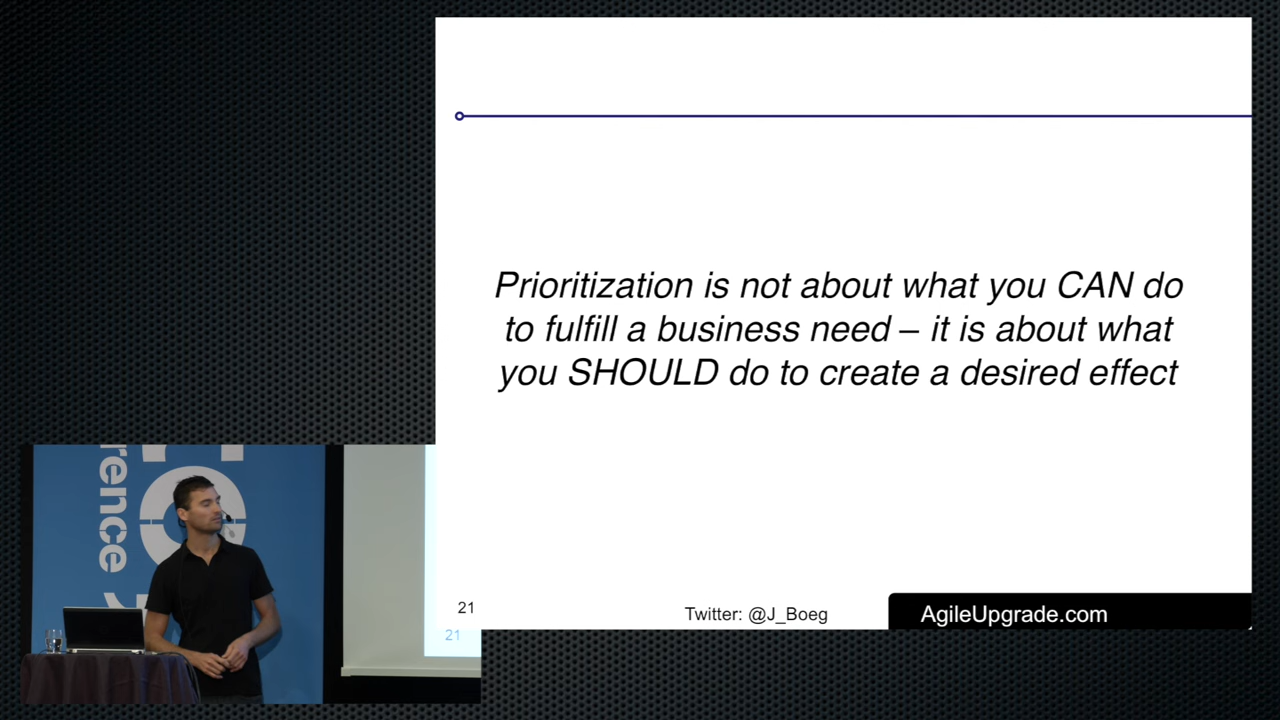 Prioritization is not about what you CAN do
to fulfill a business need – it is about what
you SHOULD do to create a desired effect
21
Twitter: @J_Boeg
AgileUpgrade.com
21
rence